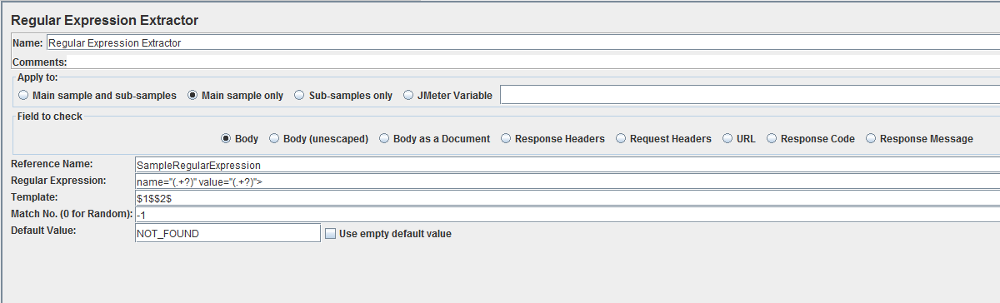 Regular Expression Extractor
Name: Regular Expression Extractor
Comments:
Apply to:
Main sample and sub-samples Main sample only Sub-samples only JMeter Variable
Field to check
Body Body (unescaped) Body as a Document Response Headers Request Headers URL Response Code Response Message
Reference Name: SampleRegularExpression
Regular Expression: name="(.+?)" value="(.+?)">
Template: $1$$2$
Match No. (0 for Random): -1
Default Value: NOT_FOUND Use empty default value